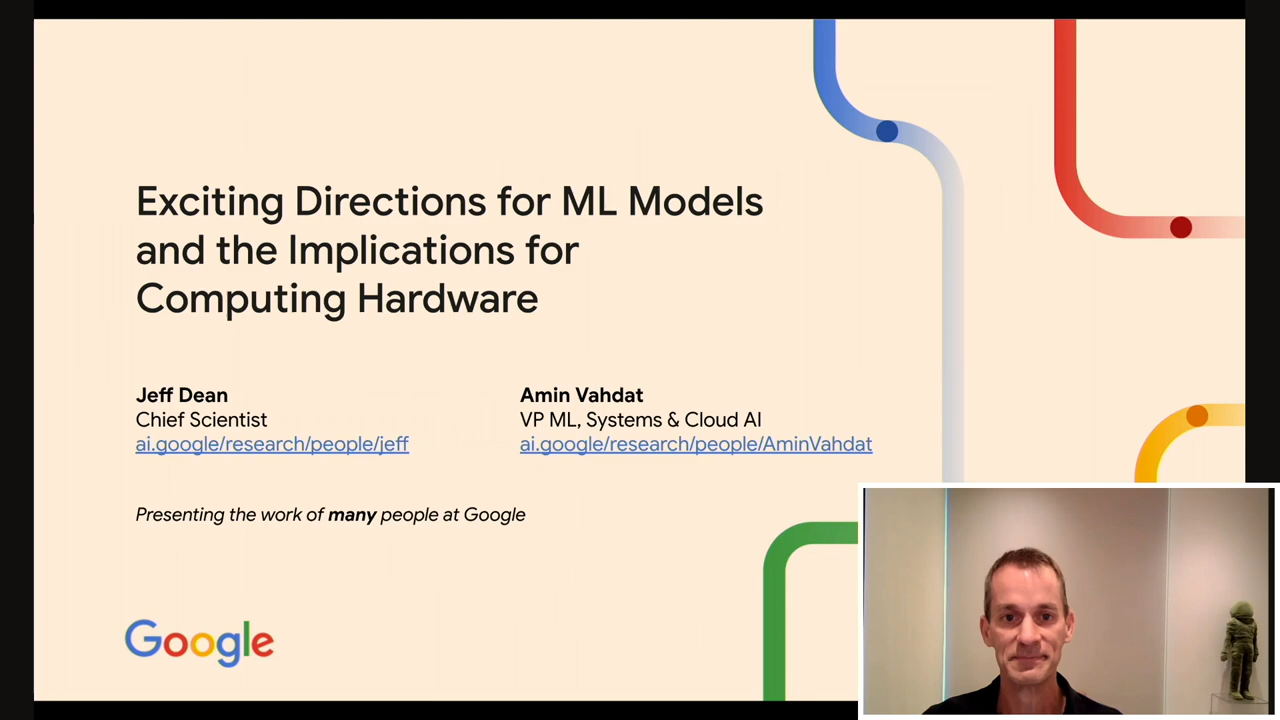 Exciting Directions for ML Models
and the Implications for
Computing Hardware
Jeff Dean
Chief Scientist
ai.google/research/people/jeff
Amin Vahdat
VP ML, Systems & Cloud AI
ai.google/research/people/AminVahdat
Presenting the work of many people at Google
Google